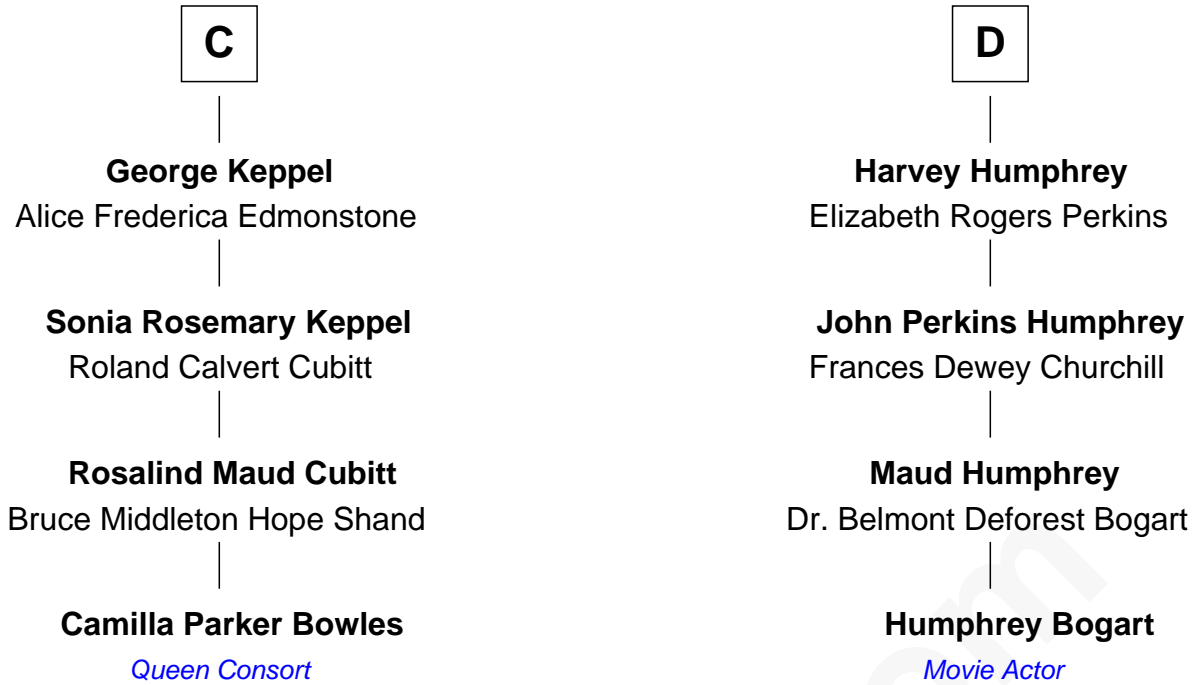 C
George Keppel
Alice Frederica Edmonstone
Sonia Rosemary Keppel
Roland Calvert Cubitt
Rosalind Maud Cubitt
Bruce Middleton Hope Shand
Camilla Parker Bowles
Queen Consort
D
Harvey Humphrey
Elizabeth Rogers Perkins
John Perkins Humphrey
Frances Dewey Churchill
Maud Humphrey
Dr. Belmont Deforest Bogart
Humphrey Bogart
Movie Actor